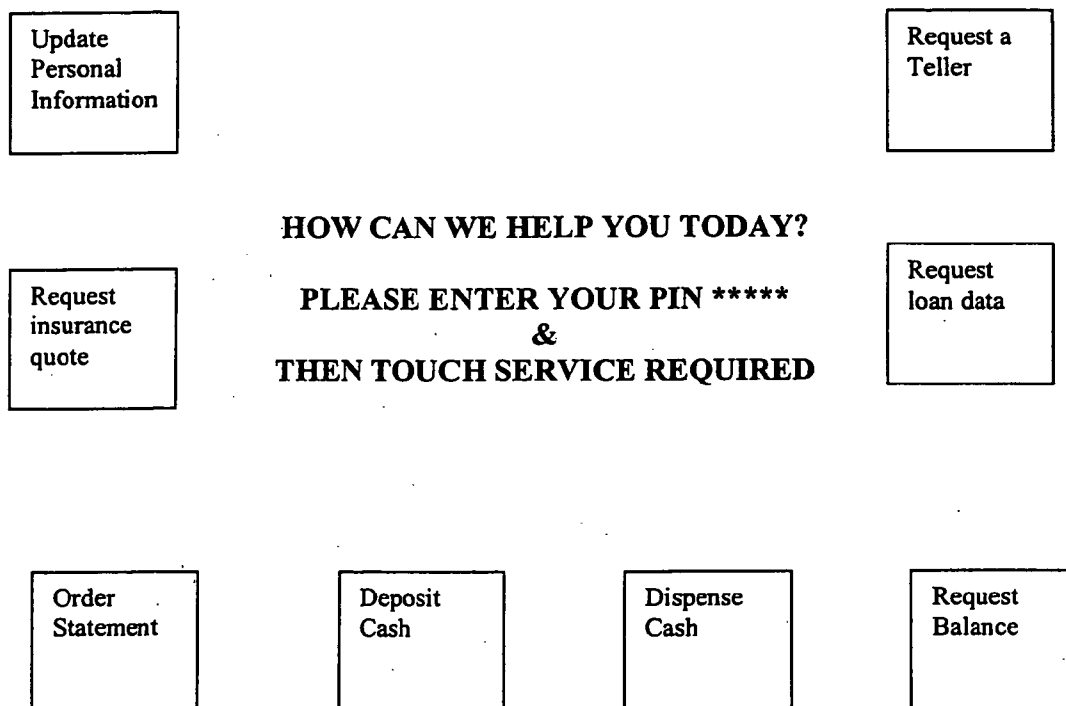 Update
Personal
Information
Request a
Teller
HOW CAN WE HELP YOU TODAY?
Request
insurance
quote
PLEASE ENTER YOUR PIN *****
&
THEN TOUCH SERVICE REQUIRED
Request
loan data
Order
Statement
Deposit
Cash
Dispense
Cash
Request
Balance